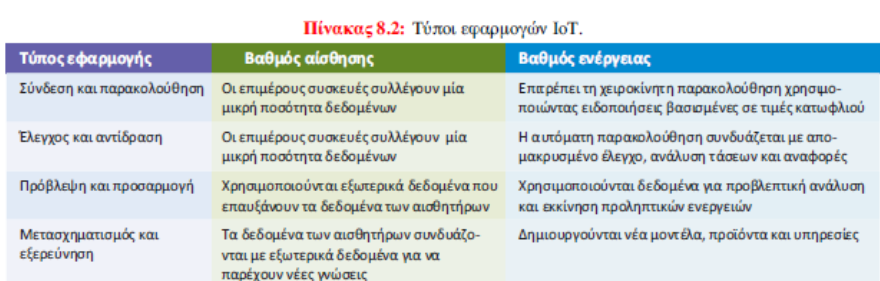 Πίνακας 8.2: Τύποι εφαρμογών IoT.
Τύπος εφαρμογής Βαθμός αίσθησης Βαθμός ενέργειας
Σύνδεση και παρακολούθηση Οι επιμέρους συσκευές συλλέγουν μία Επιτρέπει τη χειροκίνητη παρακολούθηση χρησιμο-
μικρή ποσότητα δεδομένων ποιώντας ειδοποιήσεις βασισμένες σε τιμές κατωφλιού
Έλεγχος και αντίδραση Οι επιμέρους συσκευές συλλέγουν μία Η αυτόματη παρακολούθηση συνδυάζεται με απο-
μικρή ποσότητα δεδομένων μακρυσμένο έλεγχο, ανάλυση τάσεων και αναφορές
Πρόβλεψη και προσαρμογή Χρησιμοποιούνται εξωτερικά δεδομένα που Χρησιμοποιούνται δεδομένα για προβλεπτική ανάλυση
επαυξάνουν τα δεδομένα των αισθητήρων και εκκίνηση προληπτικών ενεργειών
Μετασχηματισμός και Τα δεδομένα των αισθητήρων συνδυάζο- Δημιουργούνται νέα μοντέλα, προϊόντα και υπηρεσίες
εξερεύνηση νται με εξωτερικά δεδομένα για να
παρέχουν νέες γνώσεις